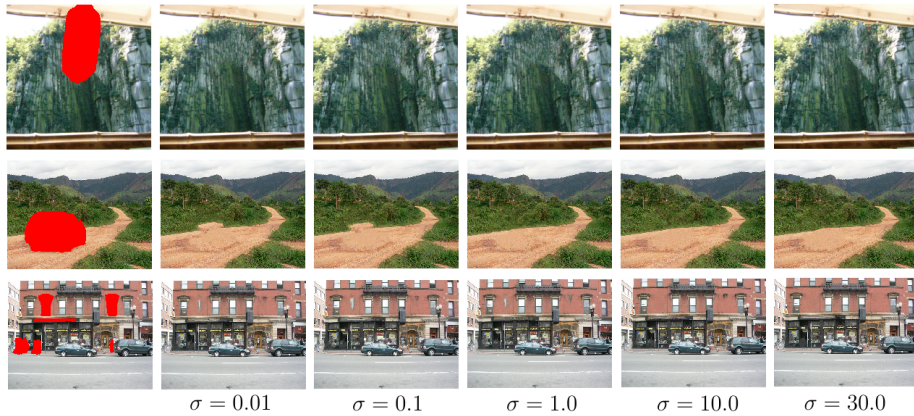 σ = 0.01 σ = 0.1 σ = 1.0 σ = 10.0 σ = 30.0